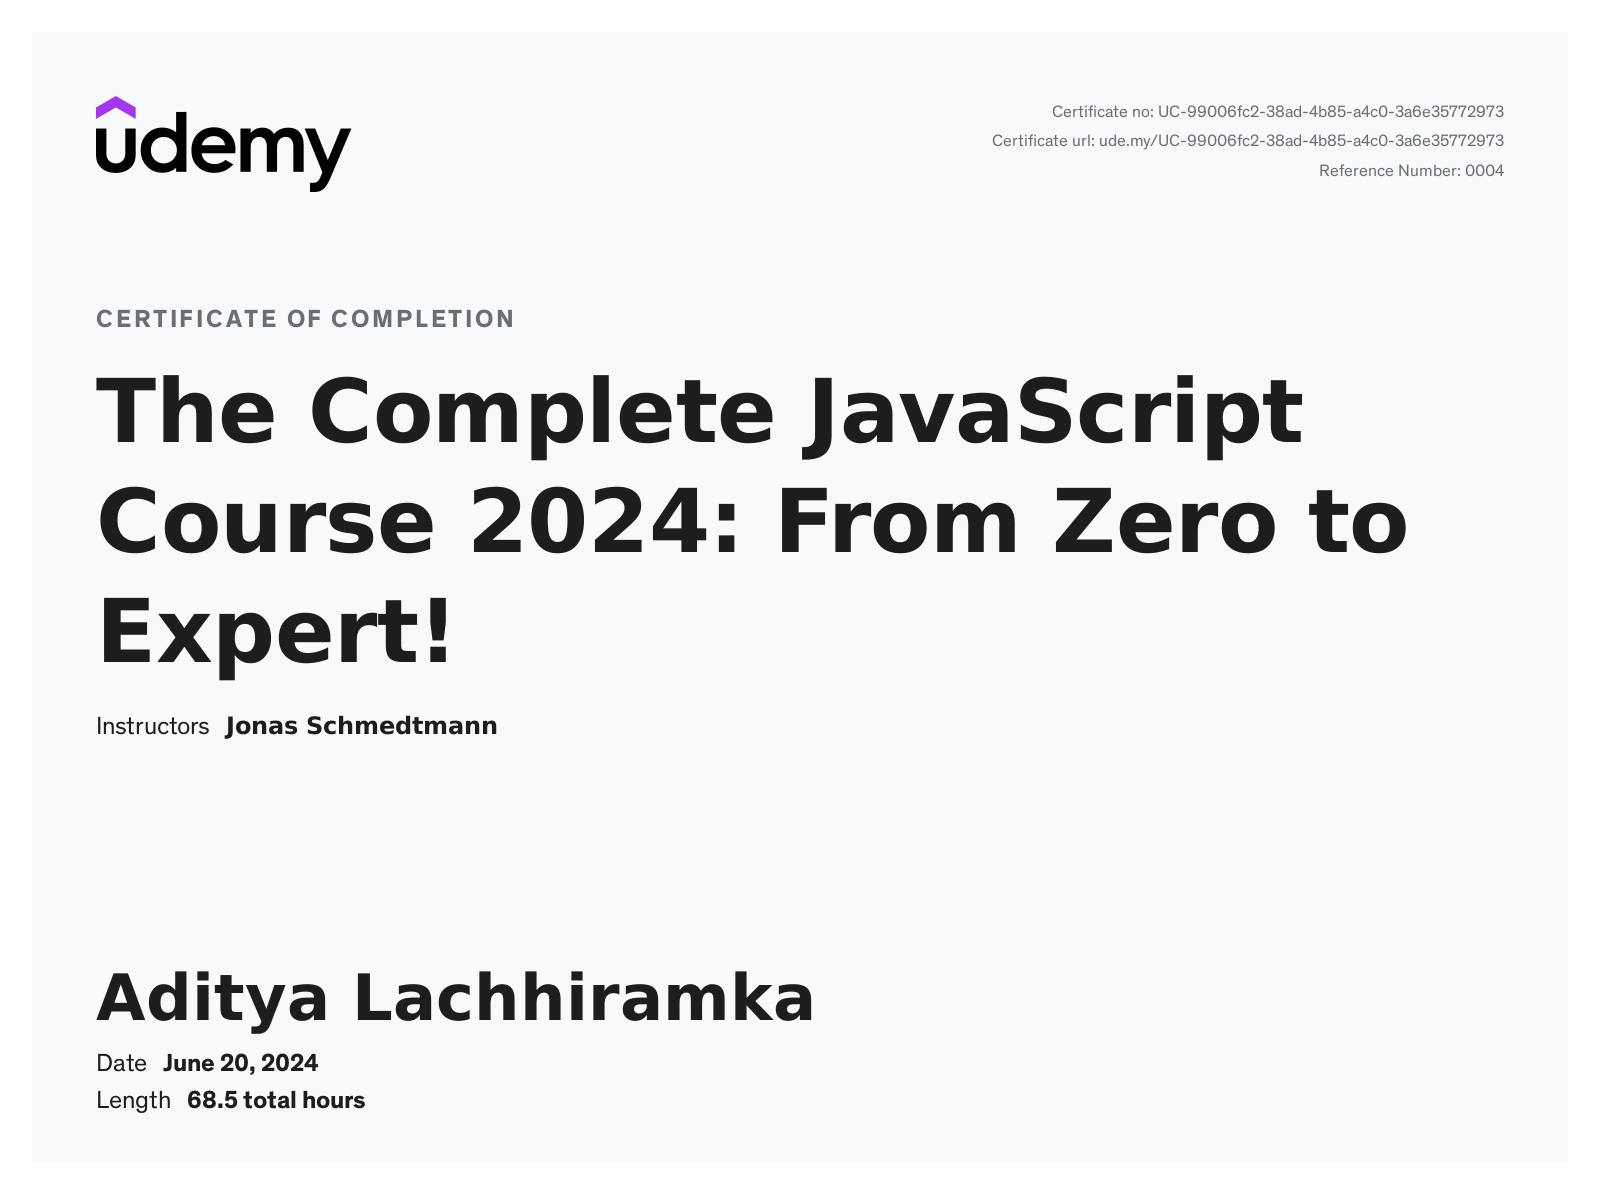 udemy
Certificate no: UC-99006fc2-38ad-4b85-a4c0-3a6e35772973
Certificate url: ude.my/UC-99006fc2-38ad-4b85-a4c0-3a6e35772973
Reference Number: 0004
CERTIFICATE OF COMPLETION
The Complete JavaScript
Course 2024: From Zero to
Expert!
Instructors Jonas Schmedtmann
Aditya Lachhiramka
Date June 20, 2024
Length 68.5 total hours